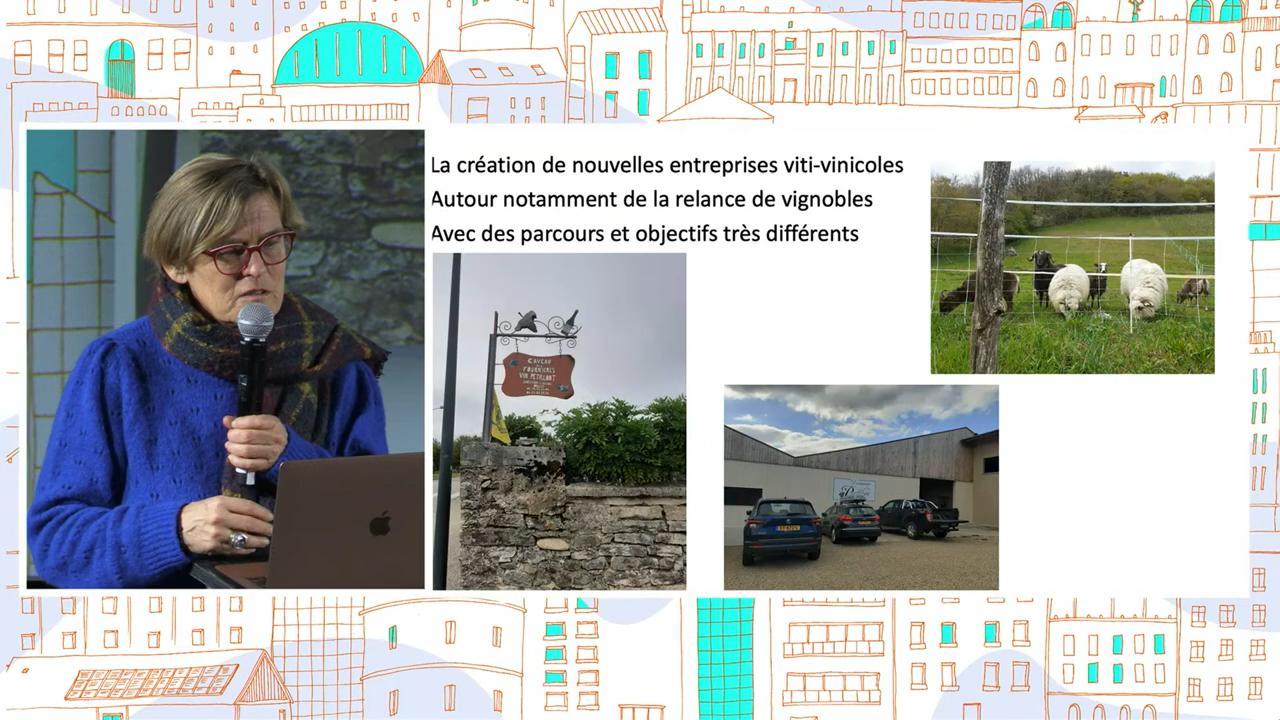 La création de nouvelles entreprises viti-vinicoles
Autour notamment de la relance de vignobles
Avec des parcours et objectifs très différents
CAVEAU
FOURNIÈRES
VIN PÉTILLANT